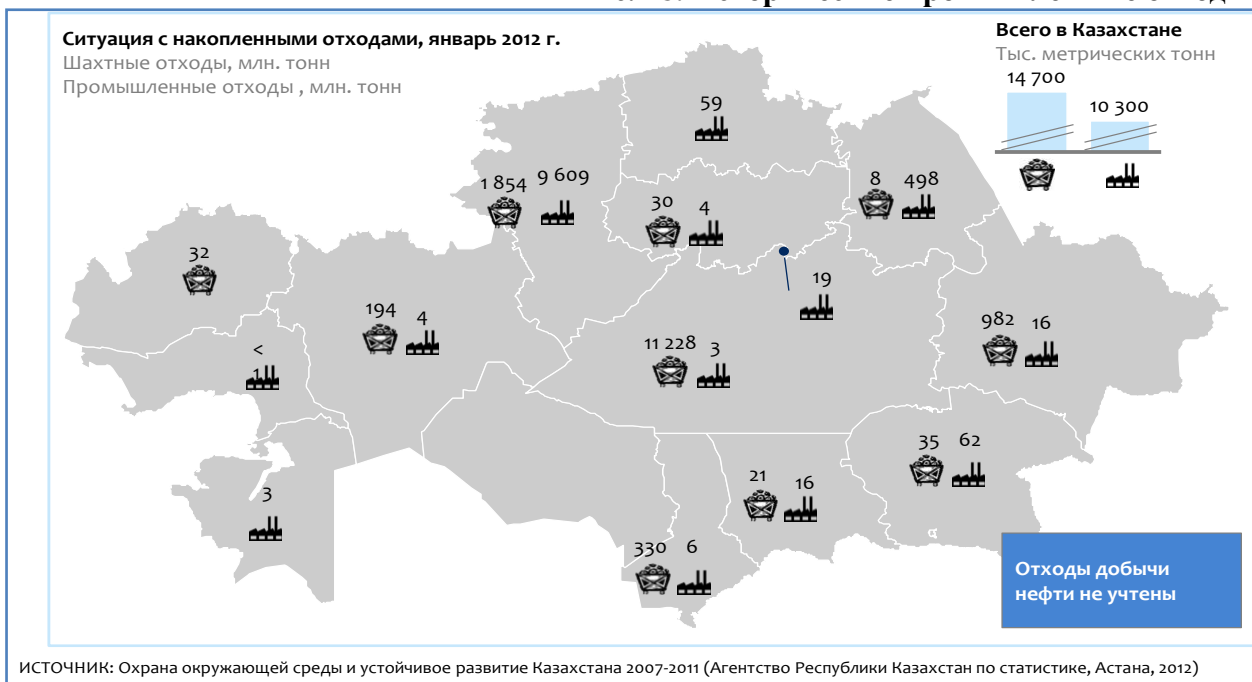 Ситуация с накопленными отходами, январь 2012 г.
Шахтные отходы, млн. тонн
Промышленные отходы , млн. тонн
Всего в Казахстане
Тыс. метрических тонн
14 700
10 300
59
1 854 9 609
30 4
8 498
32
194 4
19
11 228 3
982 16
<
1
35 62
3
21 16
330 6
Отходы добычи
нефти не учтены
ИСТОЧНИК: Охрана окружающей среды и устойчивое развитие Казахстана 2007-2011 (Агентство Республики Казахстан по статистике, Астана, 2012)